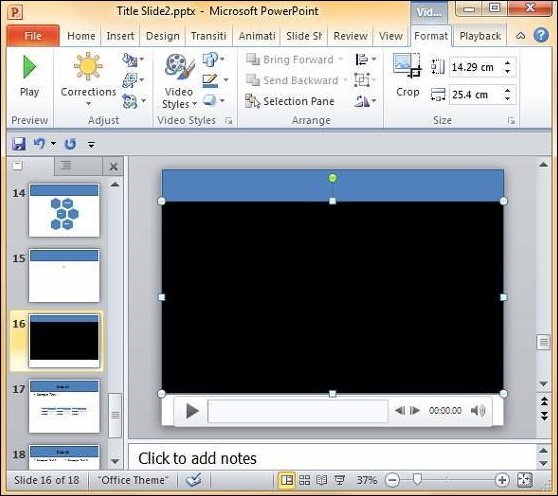 Title Slide2.pptx - Microsoft PowerPoint
Vid...
File Home Insert Design Transiti Animati Slide Sh Review View Format Playback
Play
Corrections
Video
Styles
Bring Forward
Send Backward
Selection Pane
Crop
14.29 cm
25.4 cm
Preview Adjust Video Styles Arrange Size
14
15
16
17
18
00:00.00
Click to add notes
Slide 16 of 18 "Office Theme" 37%